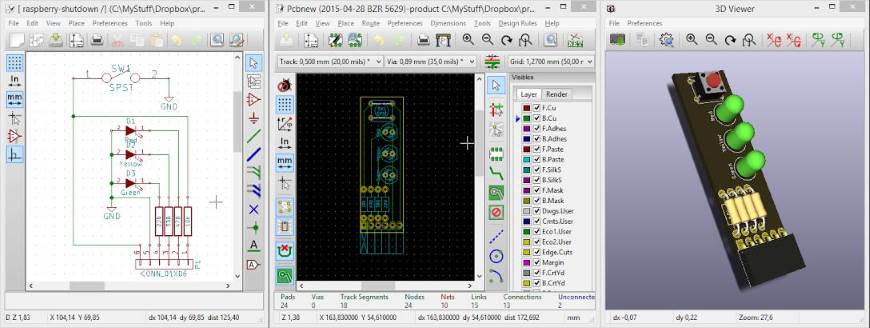 [ raspberry-shutdown /] (C:\MyStuff\Dropbox\pr...
File Edit View Place Preferences Tools Help
In
mm
SW1
1 2
SPST
GND
D1
Red
D2
Yellow
D3
Green
GND
P1
CONN_01X06
D Z 1,83 X 104,14 Y 69,85 dx 104,14 dy 69,85 dist 125,40
Pcbnew (2015-04-28 BZR 5629)-product C:\MyStuff\Dropbox\pr...
File Edit View Place Route Preferences Dimensions Tools Design Rules Help
Track: 0,508 mm (20,00 mils) * Via: 0,89 mm (35,0 mils) * Grid: 1,2700 mm (50,00 m
In
mm
Visibles
Layer Render
F.Cu
B.Cu
F.Adhes
B.Adhes
F.Paste
B.Paste
F.SilkS
B.SilkS
F.Mask
B.Mask
Dwgs.User
Cmts.User
Eco1.User
Eco2.User
Edge.Cuts
Margin
F.CrtYd
B.CrtYd
Pads Vias Track Segments Nodes Nets Links Connections Unconnecte
24 0 18 24 10 15 13 2
Z 1,38 X 163,830000 Y 54,610000 dx 163,830000 dy 54,610000 dist 172,692 mm
3D Viewer
File Preferences
dx -0,07 dy 0,22 Zoom: 27,6